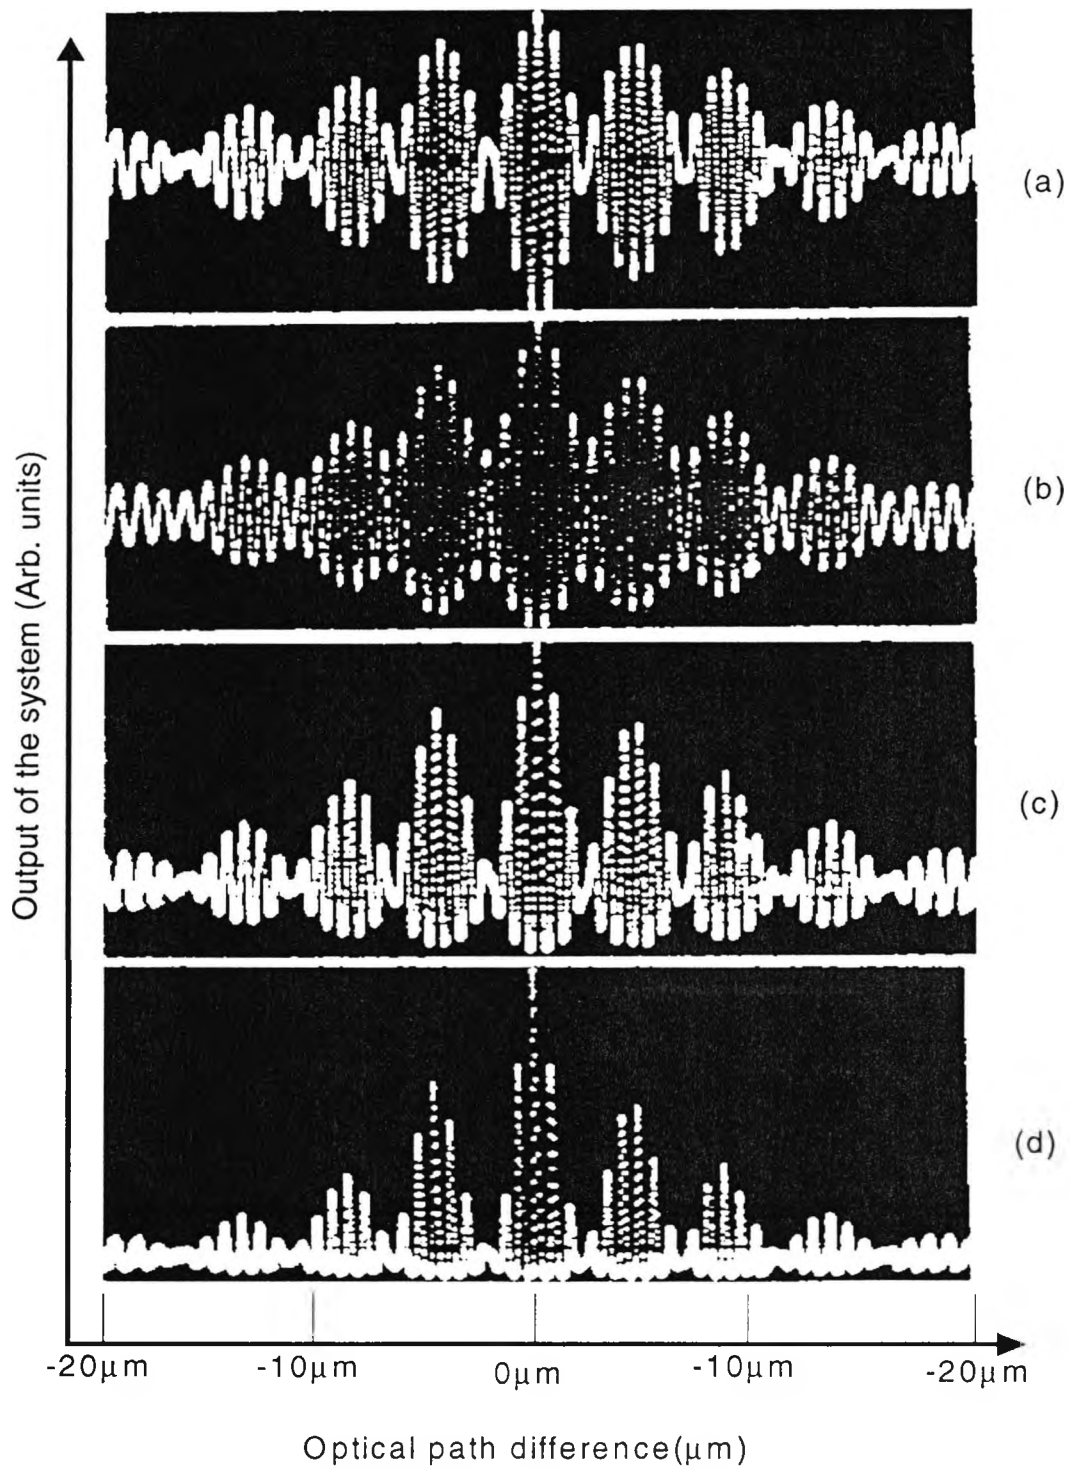 (a)
(b)
(c)
(d)
Output of the system (Arb. units)
-20μm -10μm 0μm -10μm -20μm
Optical path difference(μm)